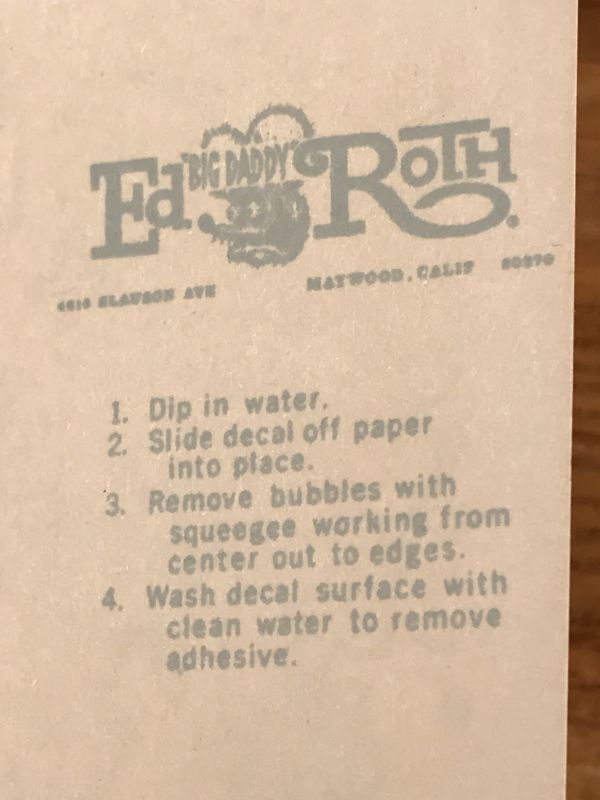 Ed "BIG DADDY" ROTH.
SLAUSON AVE MAYWOOD, CALIF
1. Dip in water.
2. Slide decal off paper
into place.
3. Remove bubbles with
squeegee working from
center out to edges.
4. Wash decal surface with
clean water to remove
adhesive.